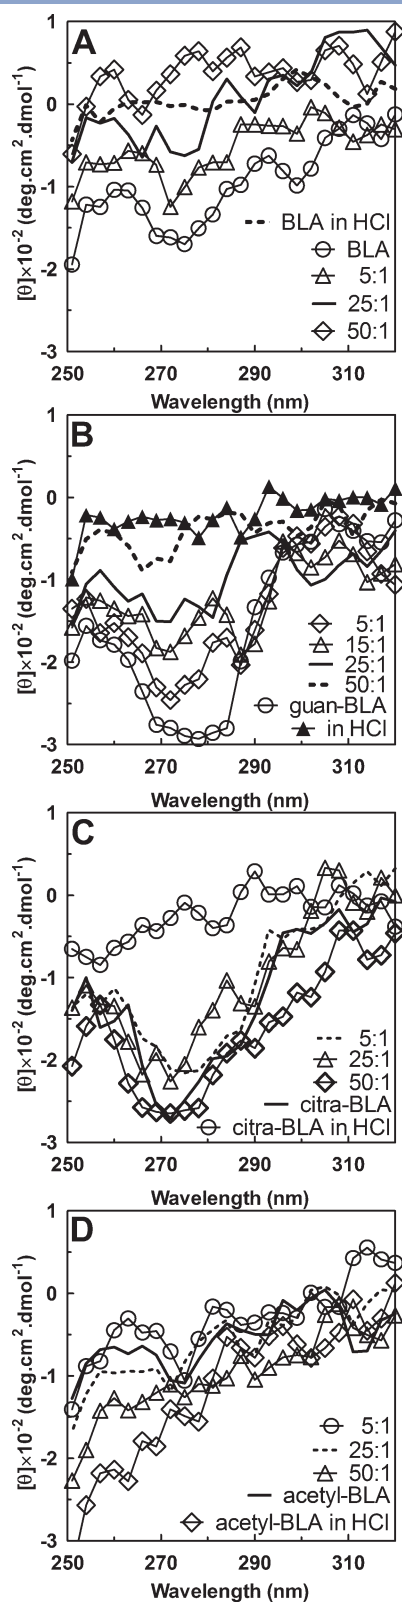 A
[θ]×10⁻² (deg.cm².dmol⁻¹)
1
0
-1
-2
-3
BLA in HCl
BLA
5:1
25:1
50:1
250 270 290 310
Wavelength (nm)
B
[θ]×10⁻² (deg.cm².dmol⁻¹)
1
0
-1
-2
-3
5:1
15:1
25:1
50:1
guan-BLA
in HCl
250 270 290 310
Wavelength (nm)
C
[θ]×10⁻² (deg.cm².dmol⁻¹)
1
0
-1
-2
-3
5:1
25:1
50:1
citra-BLA
citra-BLA in HCl
250 270 290 310
Wavelength (nm)
D
[θ]×10⁻² (deg.cm².dmol⁻¹)
1
0
-1
-2
-3
5:1
25:1
50:1
acetyl-BLA
acetyl-BLA in HCl
250 270 290 310
Wavelength (nm)